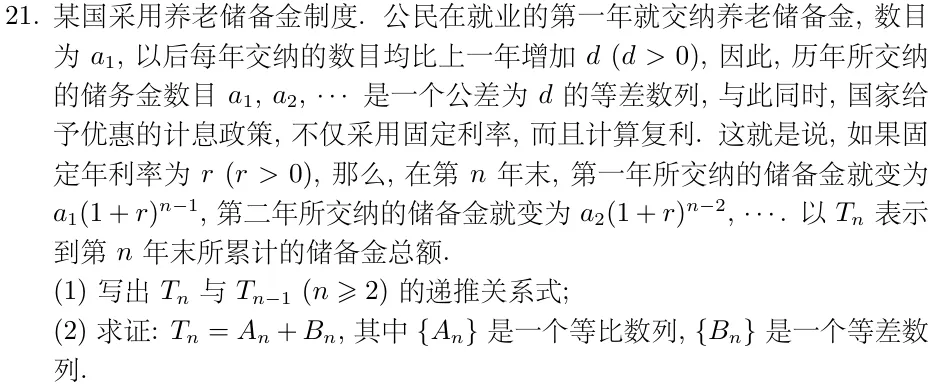 21. 某国采用养老储备金制度. 公民在就业的第一年就交纳养老储备金, 数目
为 a₁, 以后每年交纳的数目均比上一年增加 d (d > 0), 因此, 历年所交纳
的储务金数目 a₁, a₂, ⋯ 是一个公差为 d 的等差数列, 与此同时, 国家给
予优惠的计息政策, 不仅采用固定利率, 而且计算复利. 这就是说, 如果固
定年利率为 r (r > 0), 那么, 在第 n 年末, 第一年所交纳的储备金就变为
a₁(1 + r)ⁿ⁻¹, 第二年所交纳的储备金就变为 a₂(1 + r)ⁿ⁻², ⋯. 以 Tₙ 表示
到第 n 年末所累计的储备金总额.
(1) 写出 Tₙ 与 Tₙ₋₁ (n ⩾ 2) 的递推关系式;
(2) 求证: Tₙ = Aₙ + Bₙ, 其中 {Aₙ} 是一个等比数列, {Bₙ} 是一个等差数
列.